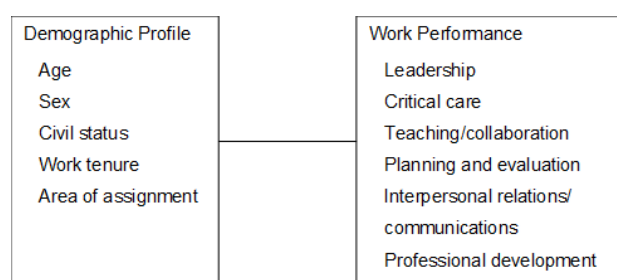 Demographic Profile
Age
Sex
Civil status
Work tenure
Area of assignment
Work Performance
Leadership
Critical care
Teaching/collaboration
Planning and evaluation
Interpersonal relations/
communications
Professional development